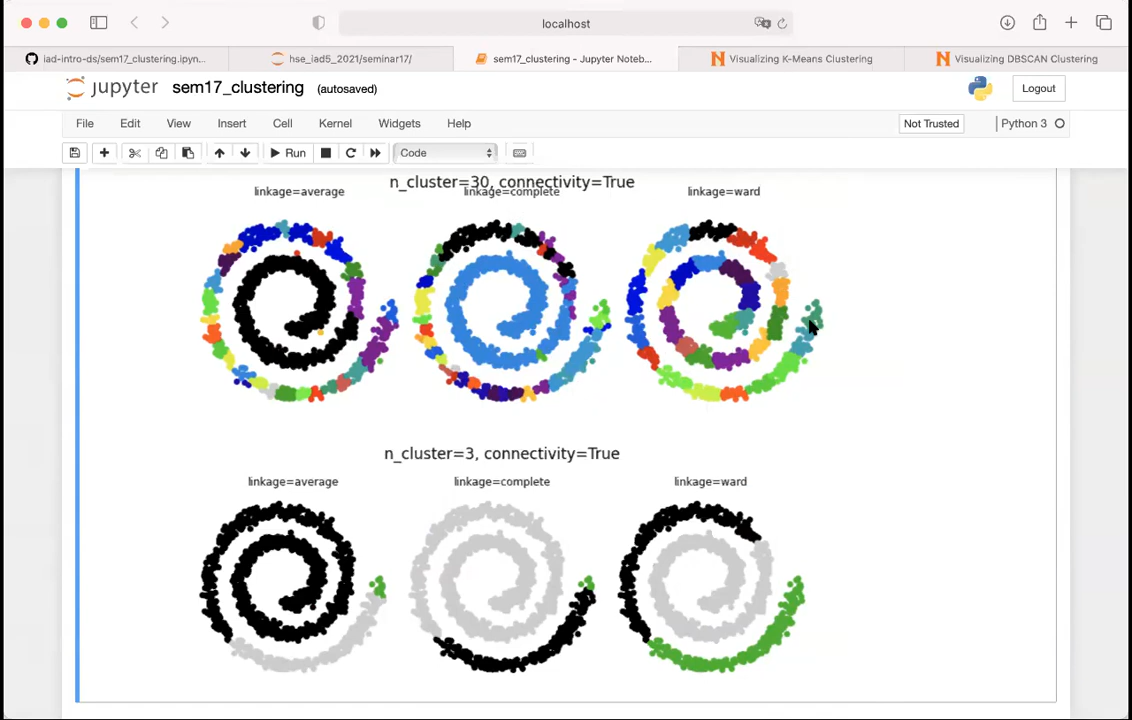 localhost
iad-intro-ds/sem17_clustering.ipyn...
hse_iad5_2021/seminar17/
sem17_clustering - Jupyter Noteb...
Visualizing K-Means Clustering
Visualizing DBSCAN Clustering
jupyter sem17_clustering (autosaved)
Logout
File Edit View Insert Cell Kernel Widgets Help
Not Trusted
Python 3
Run
Code
n_cluster=30, connectivity=True
linkage=average linkage=complete linkage=ward
n_cluster=3, connectivity=True
linkage=average linkage=complete linkage=ward